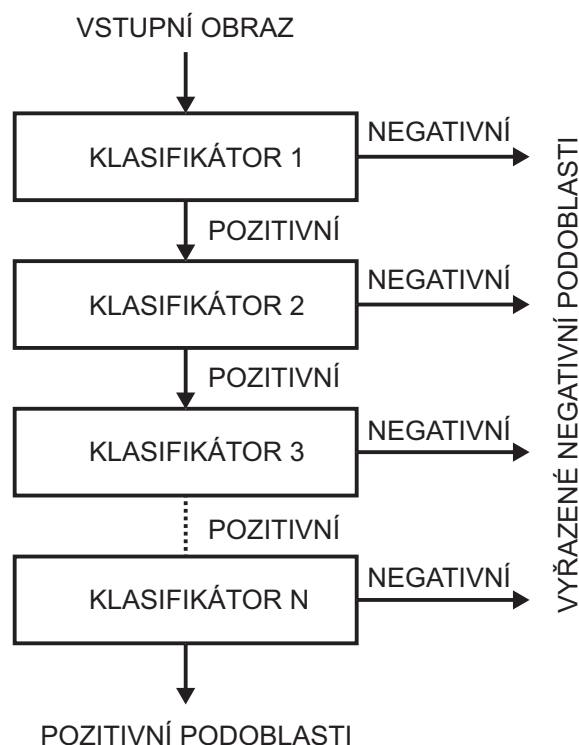 VSTUPNÍ OBRAZ
KLASIFIKÁTOR 1
NEGATIVNÍ
POZITIVNÍ
KLASIFIKÁTOR 2
NEGATIVNÍ
POZITIVNÍ
KLASIFIKÁTOR 3
NEGATIVNÍ
POZITIVNÍ
KLASIFIKÁTOR N
NEGATIVNÍ
POZITIVNÍ PODOBLASTI
VYŘAZENÉ NEGATIVNÍ PODOBLASTI